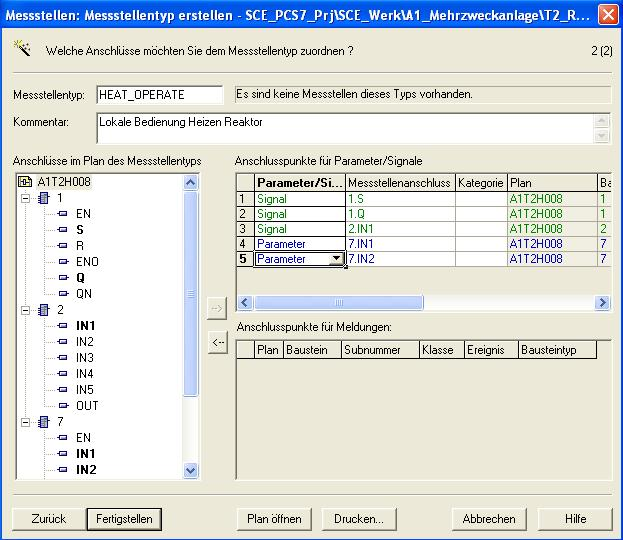 Messstellen: Messstellentyp erstellen - SCE_PCS7_Prj\SCE_Werk\A1_Mehrzweckanlage\T2_R...
Welche Anschlüsse möchten Sie dem Messstellentyp zuordnen ?
2 (2)
Messstellentyp:
HEAT_OPERATE
Es sind keine Messstellen dieses Typs vorhanden.
Kommentar:
Lokale Bedienung Heizen Reaktor
Anschlüsse im Plan des Messstellentyps
A1T2H008
1
EN
S
R
ENO
Q
QN
2
IN1
IN2
IN3
IN4
IN5
OUT
7
EN
IN1
IN2
-->
<--
Anschlusspunkte für Parameter/Signale
Parameter/Si... Messstellenanschluss Kategorie Plan Ba
1 Signal 1.S A1T2H008 1
2 Signal 1.Q A1T2H008 1
3 Signal 2.IN1 A1T2H008 2
4 Parameter 7.IN1 A1T2H008 7
5 Parameter 7.IN2 A1T2H008 7
Anschlusspunkte für Meldungen:
Plan Baustein Subnummer Klasse Ereignis Bausteintyp
Zurück Fertigstellen Plan öffnen Drucken... Abbrechen Hilfe